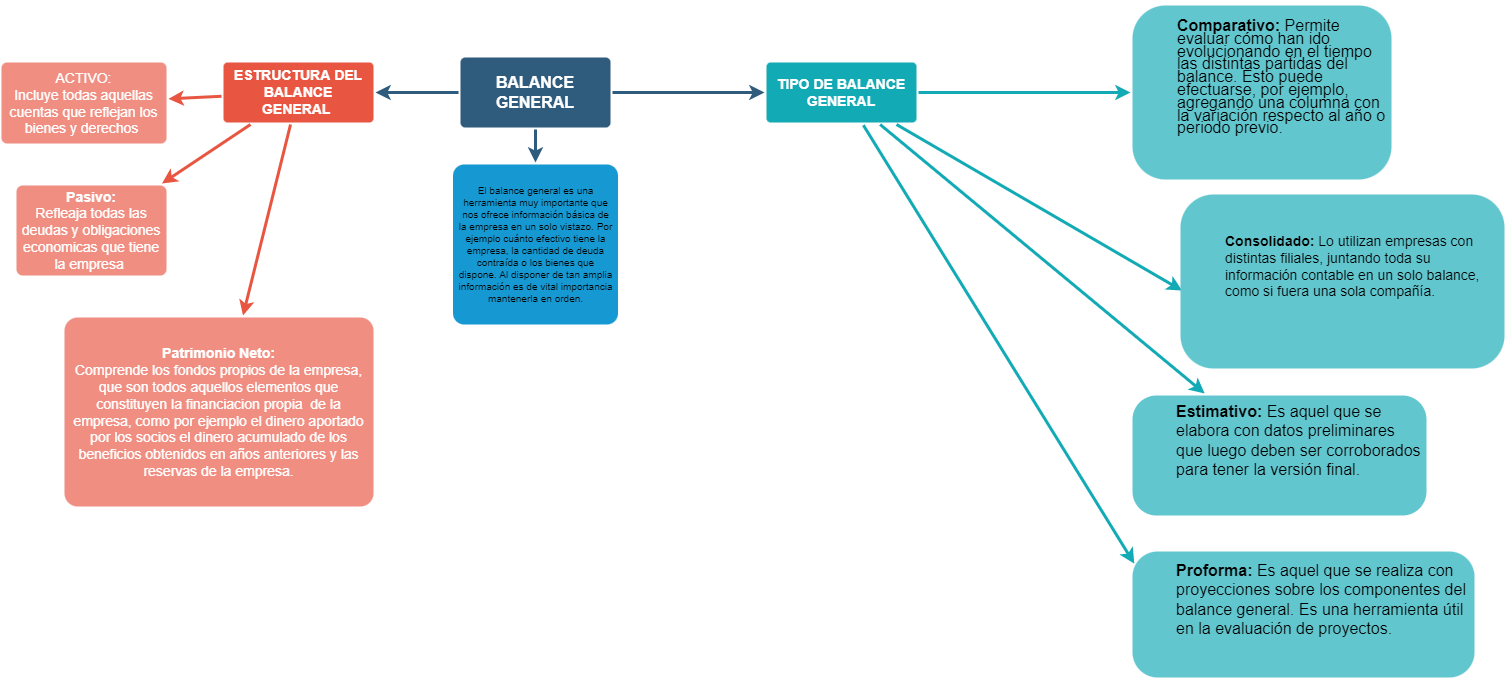 BALANCE
GENERAL
El balance general es una
herramienta muy importante que
nos ofrece información básica de
la empresa en un solo vistazo. Por
ejemplo cuánto efectivo tiene la
empresa, la cantidad de deuda
contraída o los bienes que
dispone. Al disponer de tan amplia
información es de vital importancia
mantenerla en orden.
ESTRUCTURA DEL
BALANCE
GENERAL
ACTIVO:
Incluye todas aquellas
cuentas que reflejan los
bienes y derechos
Pasivo:
Refleaja todas las
deudas y obligaciones
economicas que tiene
la empresa
Patrimonio Neto:
Comprende los fondos propios de la empresa,
que son todos aquellos elementos que
constituyen la financiacion propia  de la
empresa, como por ejemplo el dinero aportado
por los socios el dinero acumulado de los
beneficios obtenidos en años anteriores y las
reservas de la empresa.
TIPO DE BALANCE
GENERAL
Comparativo: Permite
evaluar cómo han ido
evolucionando en el tiempo
las distintas partidas del
balance. Esto puede
efectuarse, por ejemplo,
agregando una columna con
la variación respecto al año o
periodo previo.
Consolidado: Lo utilizan empresas con
distintas filiales, juntando toda su
información contable en un solo balance,
como si fuera una sola compañía.
Estimativo: Es aquel que se
elabora con datos preliminares
que luego deben ser corroborados
para tener la versión final.
Proforma: Es aquel que se realiza con
proyecciones sobre los componentes del
balance general. Es una herramienta útil
en la evaluación de proyectos.